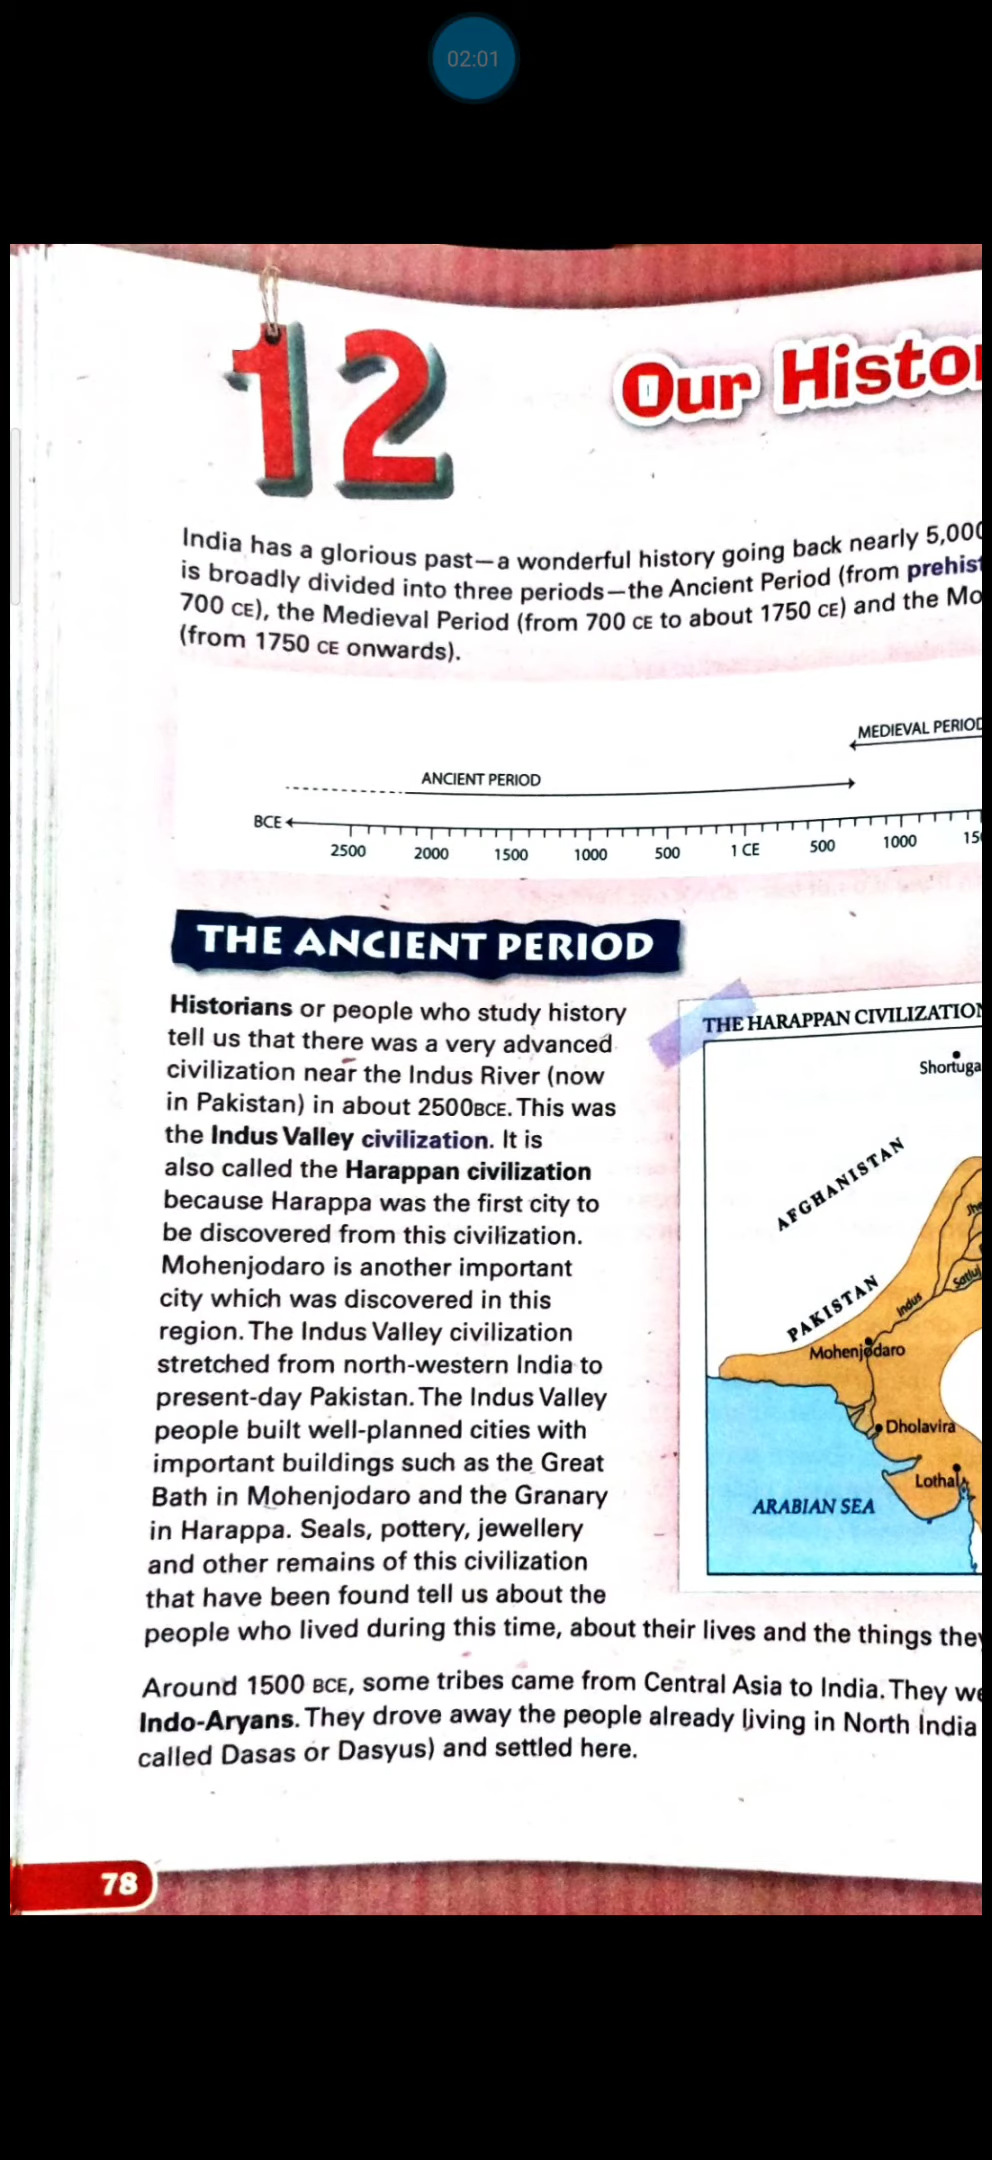 02:01
12
Our Histo
India has a glorious past—a wonderful history going back nearly 5,000
is broadly divided into three periods—the Ancient Period (from prehist
700 CE), the Medieval Period (from 700 CE to about 1750 CE) and the Mo
(from 1750 CE onwards).
MEDIEVAL PERIOD
ANCIENT PERIOD
BCE
2500 2000 1500 1000 500 1 CE 500 1000 15
THE ANCIENT PERIOD
Historians or people who study history
tell us that there was a very advanced
civilization near the Indus River (now
in Pakistan) in about 2500BCE. This was
the Indus Valley civilization. It is
also called the Harappan civilization
because Harappa was the first city to
be discovered from this civilization.
Mohenjodaro is another important
city which was discovered in this
region. The Indus Valley civilization
stretched from north-western India to
present-day Pakistan. The Indus Valley
people built well-planned cities with
important buildings such as the Great
Bath in Mohenjodaro and the Granary
in Harappa. Seals, pottery, jewellery
and other remains of this civilization
that have been found tell us about the
people who lived during this time, about their lives and the things they
THE HARAPPAN CIVILIZATION
Shortuga
AFGHANISTAN
Jhe
Satluj
Indus
PAKISTAN
Mohenjodaro
Dholavira
Lothal
ARABIAN SEA
Around 1500 BCE, some tribes came from Central Asia to India. They we
Indo-Aryans. They drove away the people already living in North India
called Dasas or Dasyus) and settled here.
78